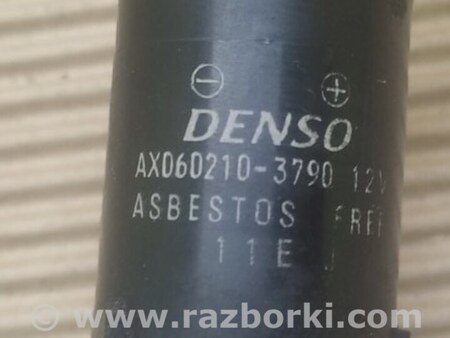 ⊖ ⊕
DENSO
AX060210-3790 12V
ASBESTOS FREE
11E J
© www.razborki.com